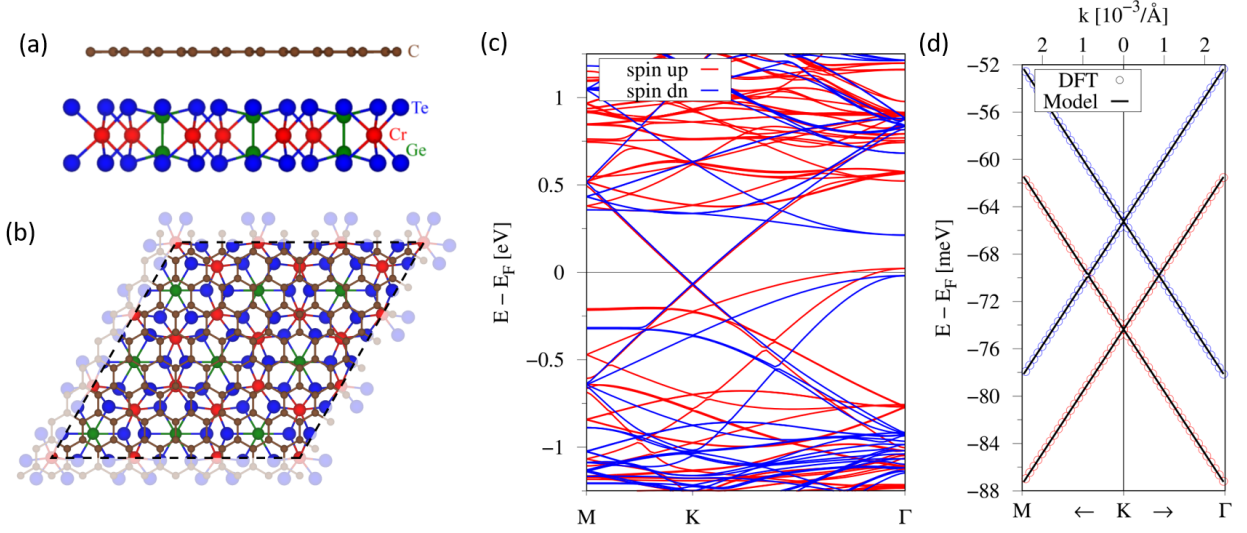 (a)
C
Te
Cr
Ge
(b)
(c)
spin up
spin dn
E − E_F [eV]
1
0.5
0
−0.5
−1
M K Γ
(d)
k [10⁻³/Å]
2 1 0 1 2
DFT
Model
E − E_F [meV]
−52
−56
−60
−64
−68
−72
−76
−80
−84
−88
M ← K → Γ